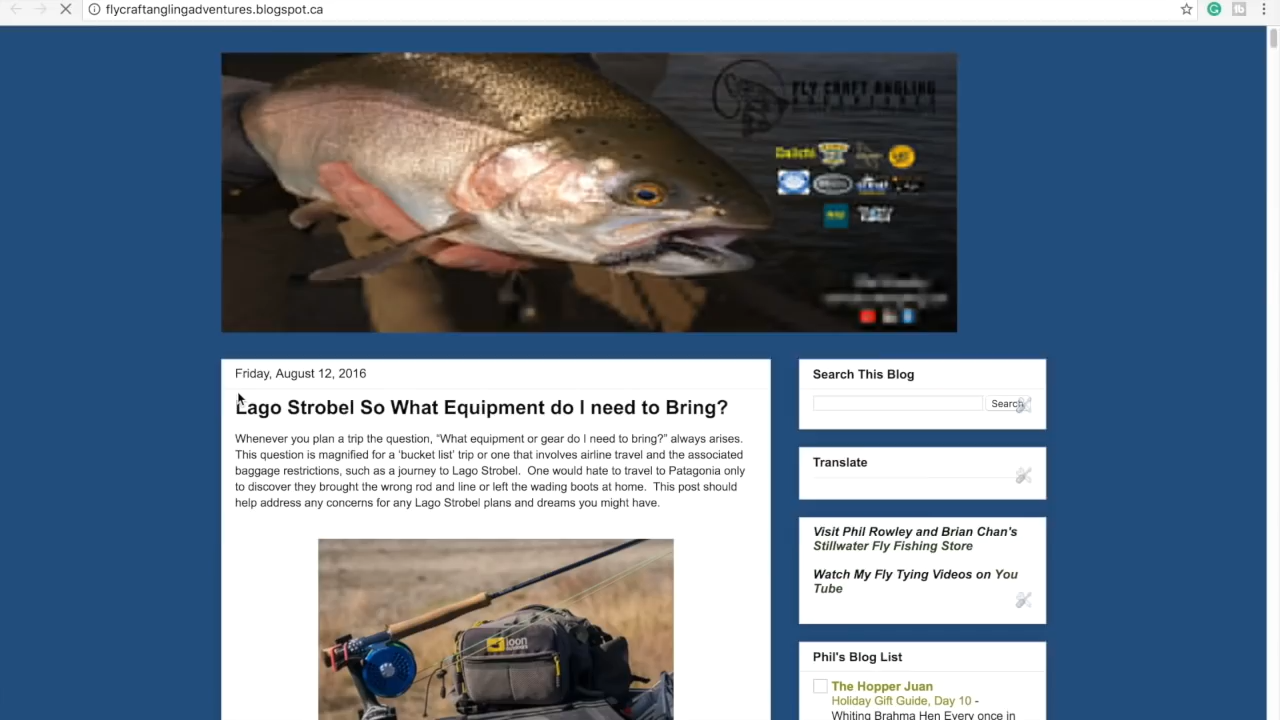 flycraftanglingadventures.blogspot.ca
FLY CRAFT ANGLING
Friday, August 12, 2016
Lago Strobel So What Equipment do I need to Bring?
Whenever you plan a trip the question, “What equipment or gear do I need to bring?” always arises.
This question is magnified for a ‘bucket list’ trip or one that involves airline travel and the associated
baggage restrictions, such as a journey to Lago Strobel.  One would hate to travel to Patagonia only
to discover they brought the wrong rod and line or left the wading boots at home.  This post should
help address any concerns for any Lago Strobel plans and dreams you might have.
loon
Search This Blog
Search
Translate
Visit Phil Rowley and Brian Chan's
Stillwater Fly Fishing Store
Watch My Fly Tying Videos on You
Tube
Phil's Blog List
The Hopper Juan
Holiday Gift Guide, Day 10 -
Whiting Brahma Hen Every once in